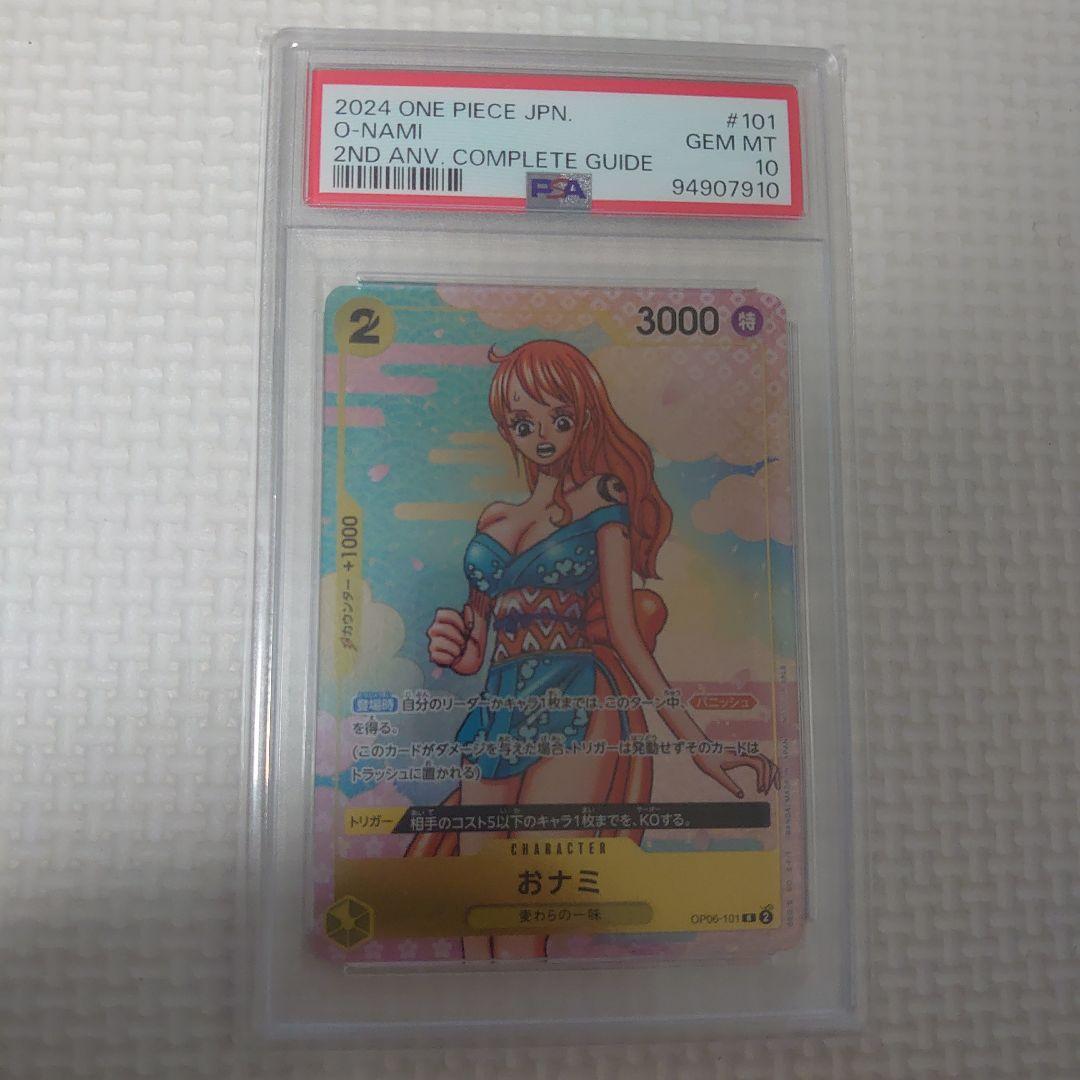 2024 ONE PIECE JPN.
#101
O-NAMI
GEM MT
2ND ANV. COMPLETE GUIDE
10
PSA
94907910
2
3000
特
カウンター +1000
登場時 自分のリーダーかキャラ1枚までは、このターン中、 バニッシュ
を得る。
(このカードがダメージを与えた場合、トリガーは発動せずそのカードは
トラッシュに置かれる)
トリガー 相手のコスト5以下のキャラ1枚までを、KOする。
CHARACTER
おナミ
麦わらの一味
OP06-101 R 2